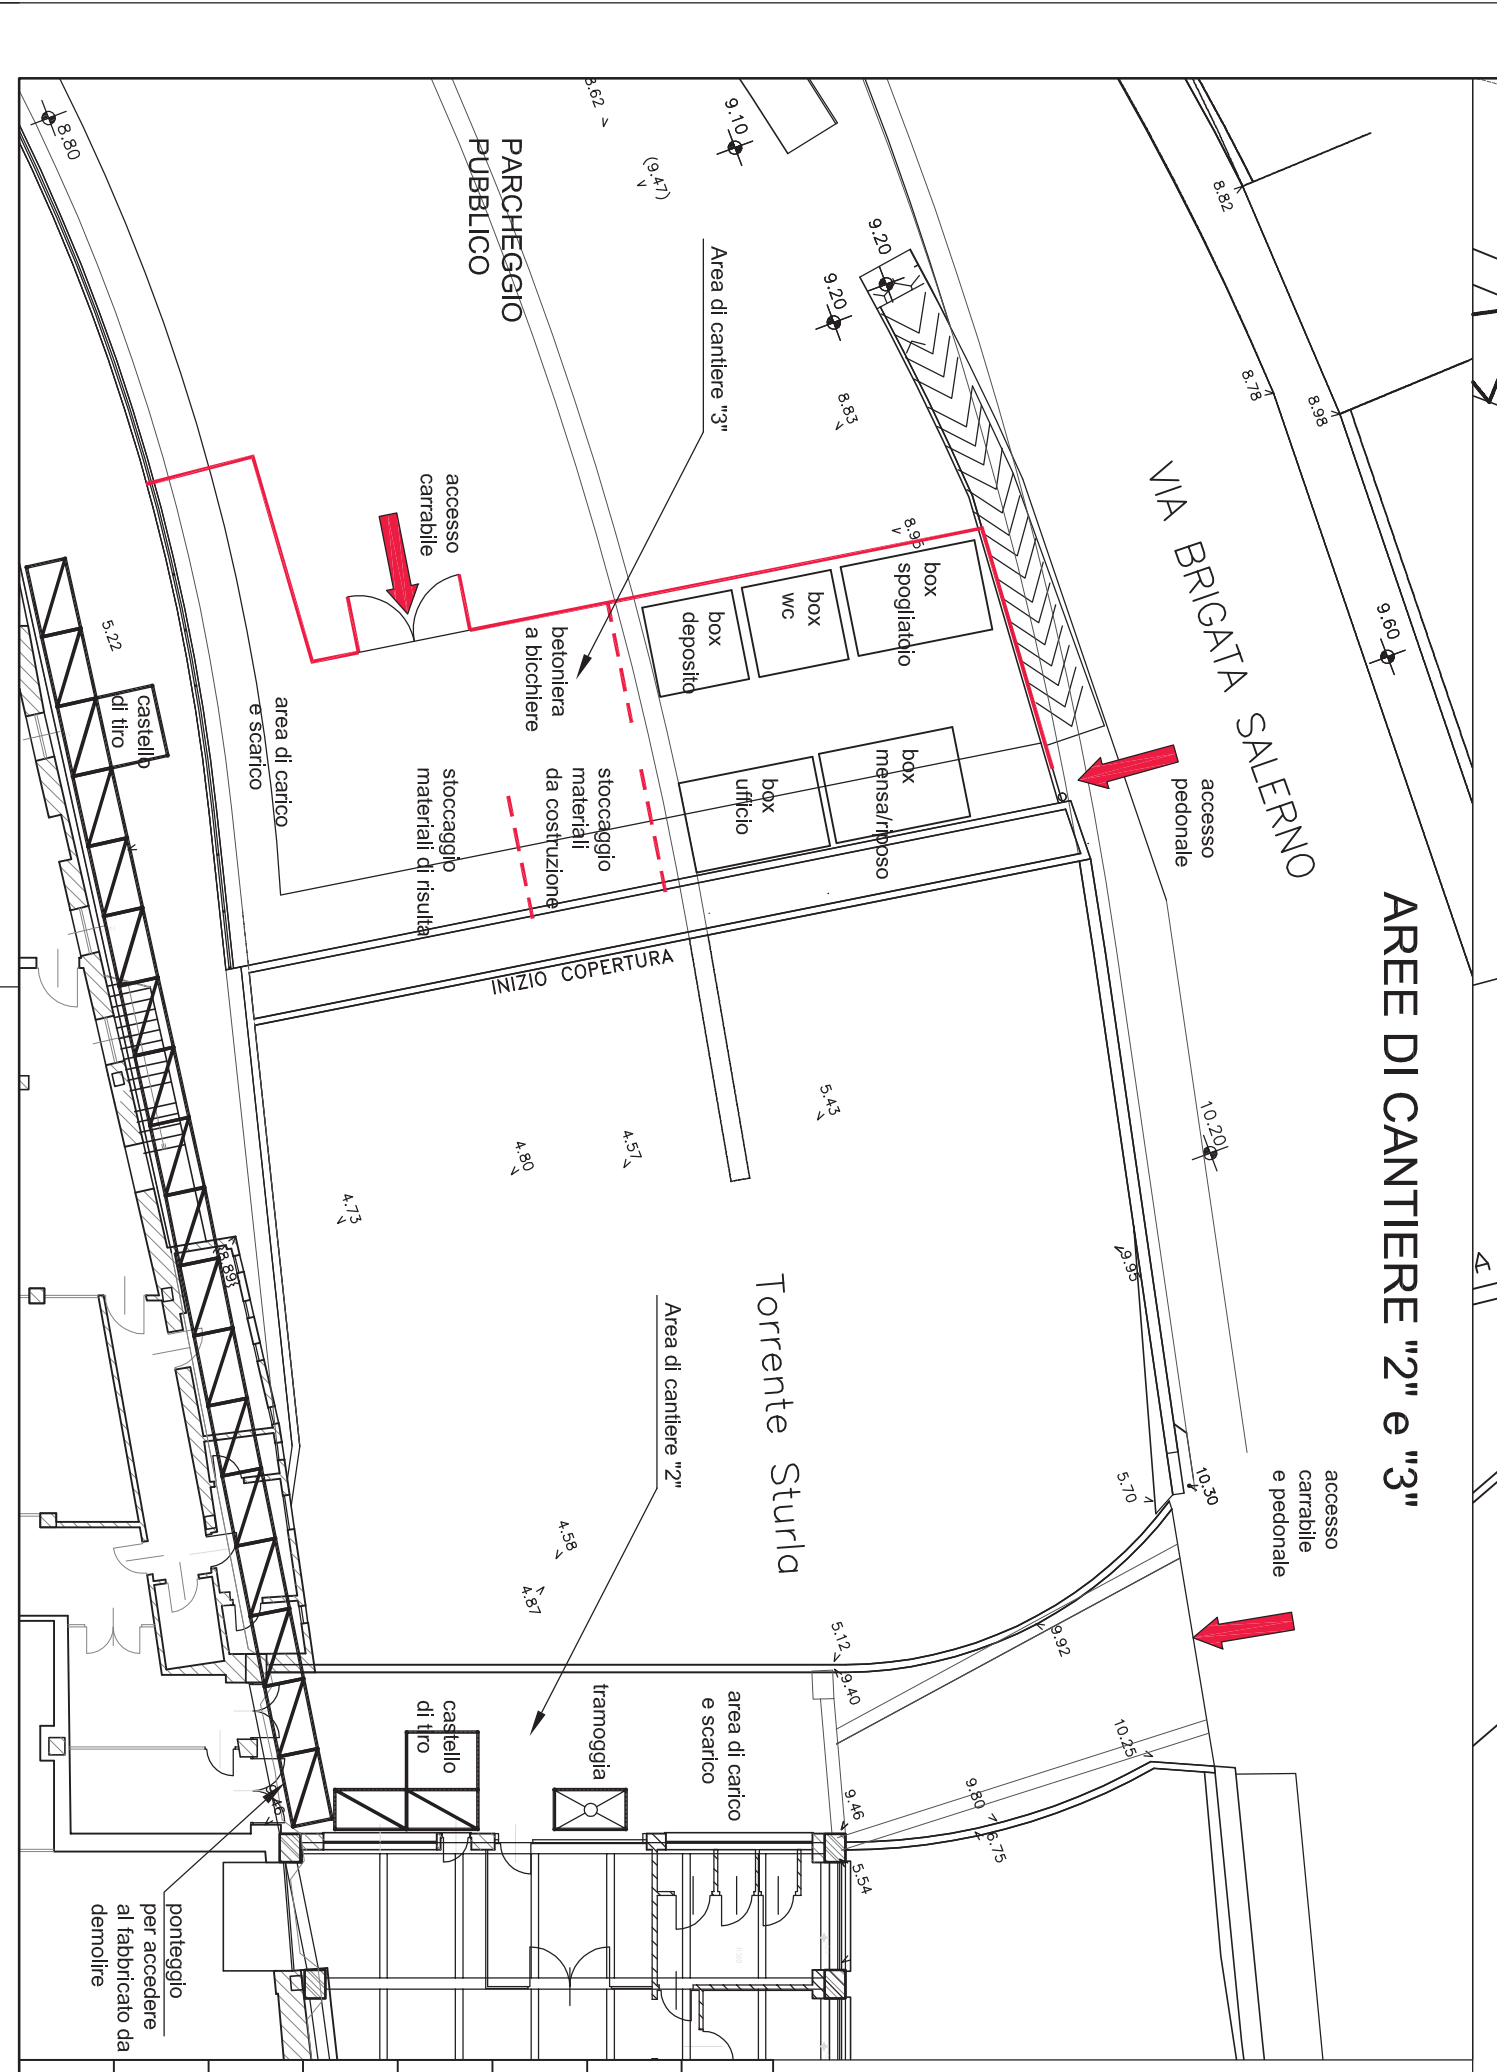 AREE DI CANTIERE "2" e "3"
VIA BRIGATA SALERNO
9.60
8.82
8.78
8.98
10.20
10.30
accesso
pedonale
accesso
carrabile
e pedonale
9.10
(9.47)
9.20
9.20
8.83
PARCHEGGIO
PUBBLICO
8.80
Area di cantiere "3"
accesso
carrabile
box
spogliatoio
box
wc
box
deposito
box
mensa/riposo
box
ufficio
betoniera
a bicchiere
stoccaggio
materiali
da costruzione
stoccaggio
materiali di risulta
area di carico
e scarico
castello
di tiro
5.22
INIZIO COPERTURA
5.43
4.57
4.80
4.73
9.95
5.70
Torrente Sturla
Area di cantiere "2"
4.58
4.87
5.12
9.40
9.92
10.25
9.80
6.75
9.46
5.54
area di carico
e scarico
tramoggia
castello
di tiro
ponteggio
per accedere
al fabbricato da
demolire